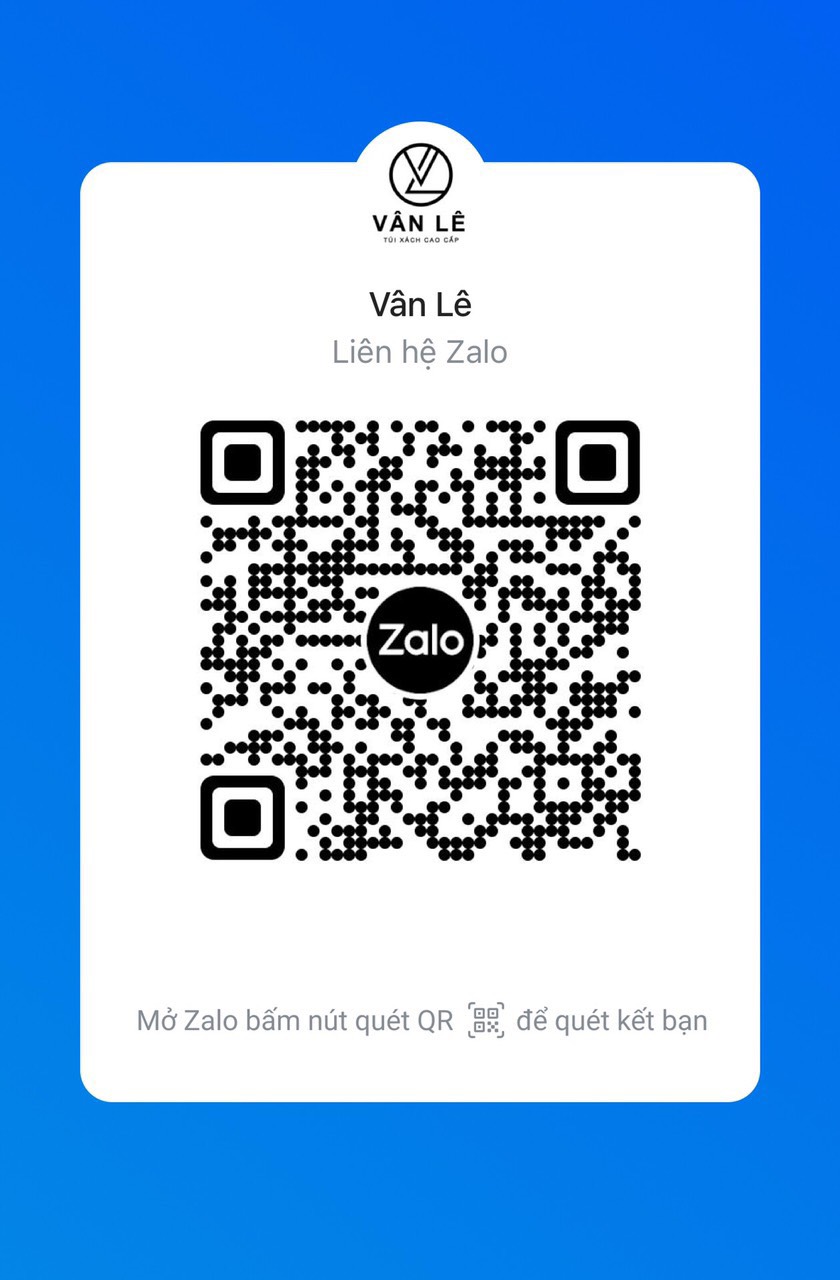 VÂN LÊ
TÚI XÁCH CAO CẤP
Vân Lê
Liên hệ Zalo
Zalo
Mở Zalo bấm nút quét QR để quét kết bạn